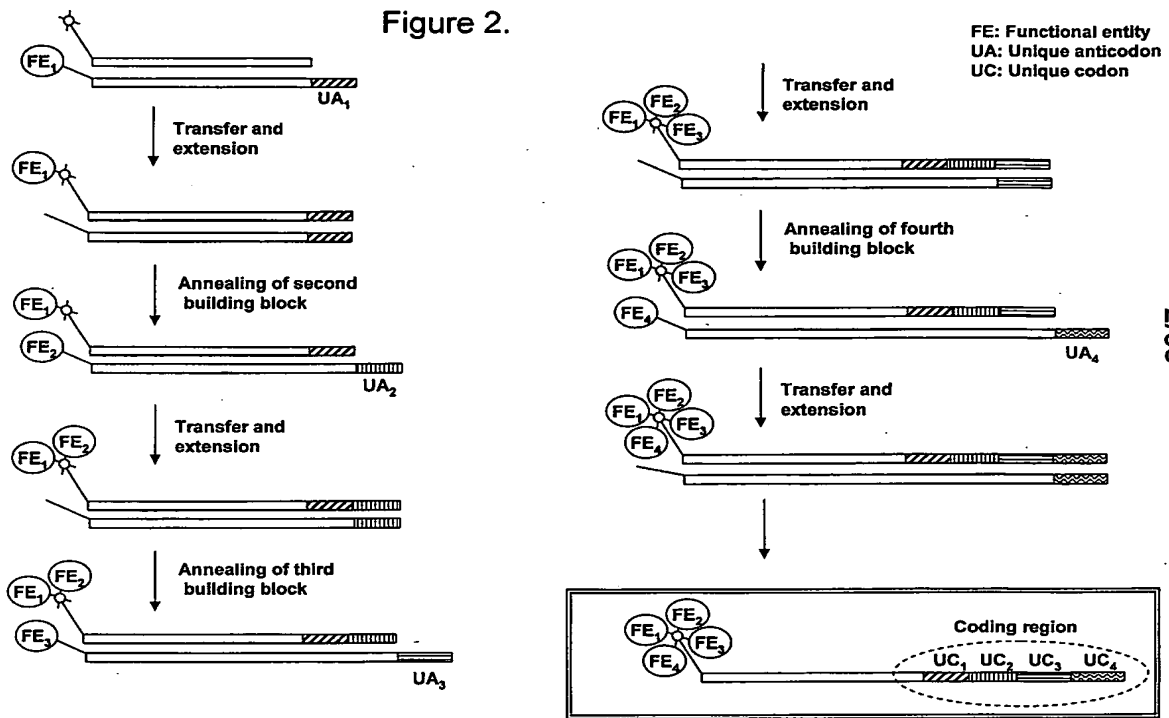 Figure 2.
FE: Functional entity
UA: Unique anticodon
UC: Unique codon
FE₁
UA₁
Transfer and
extension
FE₁
Annealing of second
building block
FE₁
FE₂
UA₂
Transfer and
extension
FE₁ FE₂
Annealing of third
building block
FE₁ FE₂
FE₃
UA₃
Transfer and
extension
FE₁ FE₂ FE₃
Annealing of fourth
building block
FE₁ FE₂ FE₃
FE₄
UA₄
Transfer and
extension
FE₁ FE₂ FE₃
FE₄
Coding region
FE₁ FE₂ FE₃
FE₄
UC₁ UC₂ UC₃ UC₄